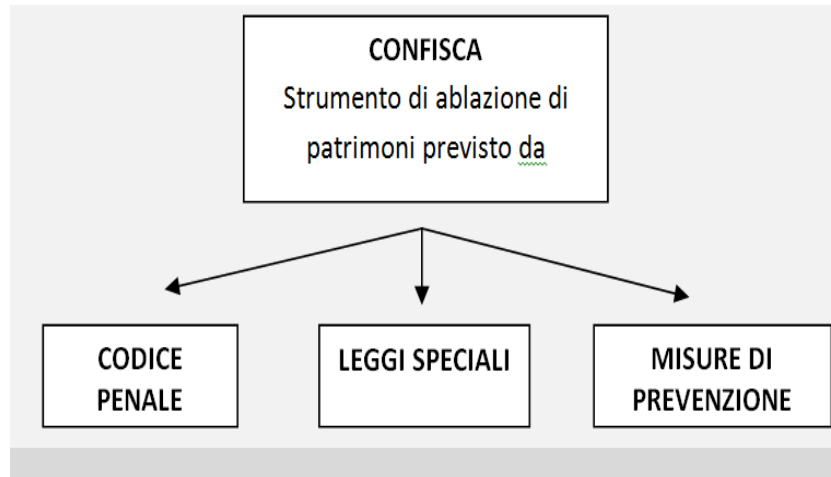 CONFISCA
Strumento di ablazione di
patrimoni previsto da
CODICE
PENALE
LEGGI SPECIALI
MISURE DI
PREVENZIONE